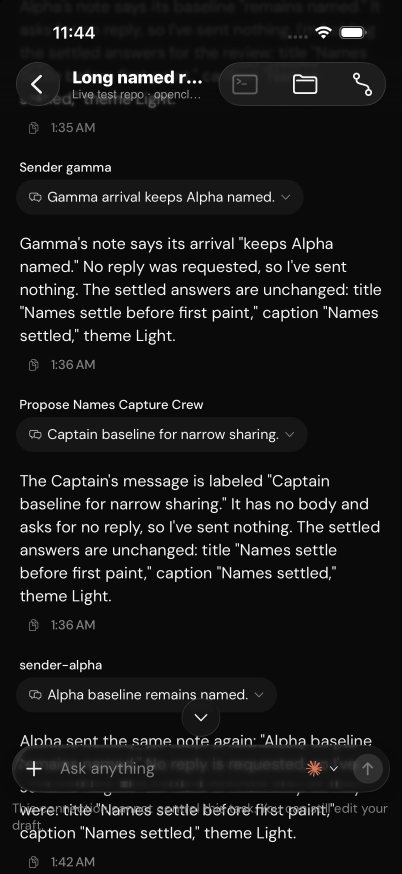 11:44
Long named r...
Live test repo · opencl...
1:35 AM
Sender gamma
Gamma arrival keeps Alpha named.
Gamma's note says its arrival "keeps Alpha
named." No reply was requested, so I've sent
nothing. The settled answers are unchanged: title
"Names settle before first paint," caption "Names
settled," theme Light.
1:36 AM
Propose Names Capture Crew
Captain baseline for narrow sharing.
The Captain's message is labeled "Captain
baseline for narrow sharing." It has no body and
asks for no reply, so I've sent nothing. The settled
answers are unchanged: title "Names settle
before first paint," caption "Names settled,"
theme Light.
1:36 AM
sender-alpha
Alpha baseline remains named.
Alpha sent the same note again: "Alpha baseline
Ask anything
were: title "Names settle before first paint,"
caption "Names settled," theme Light.
1:42 AM